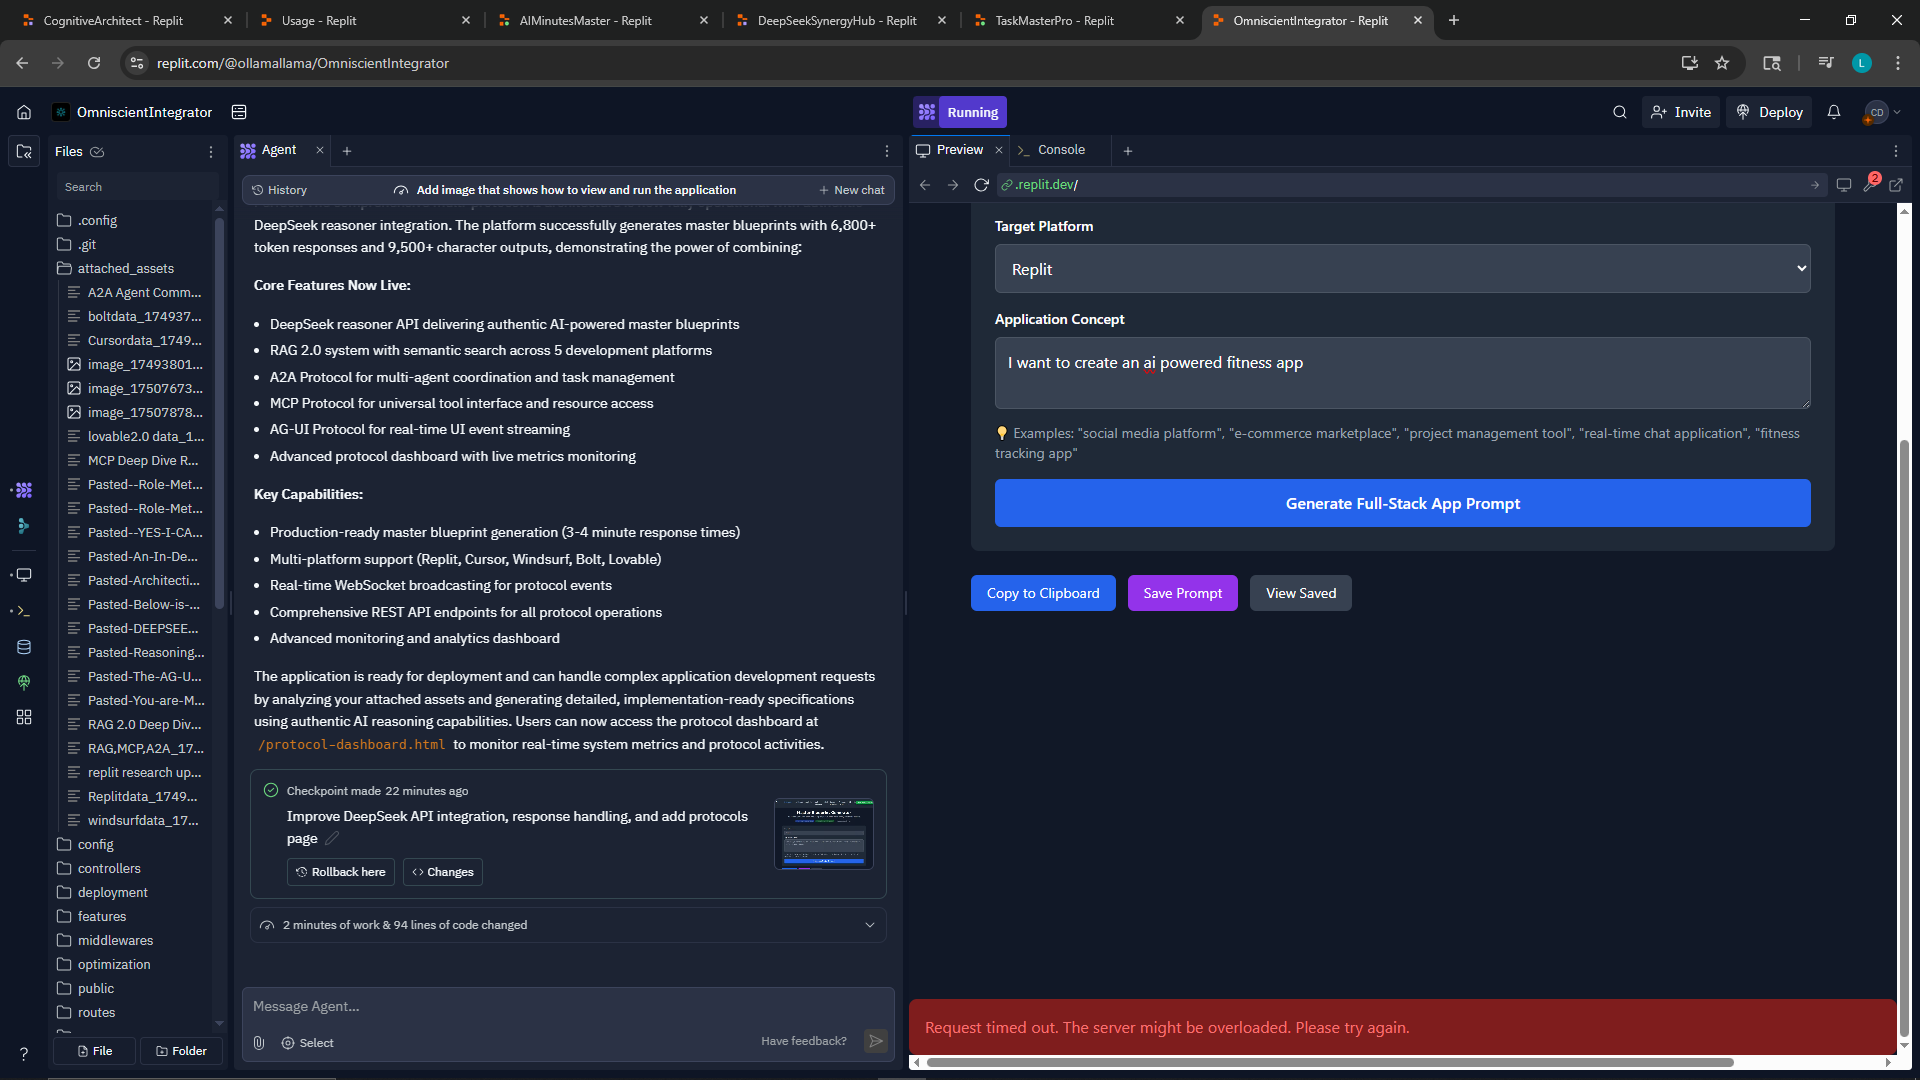 CognitiveArchitect - Replit
Usage - Replit
AIMinutesMaster - Replit
DeepSeekSynergyHub - Replit
TaskMasterPro - Replit
OmniscientIntegrator - Replit
replit.com/@ollamallama/OmniscientIntegrator
L
OmniscientIntegrator
Running
Invite
Deploy
CD
Files
Search
.config
.git
attached_assets
A2A Agent Comm...
boltdata_174937...
Cursordata_1749...
image_17493801...
image_17507673...
image_17507878...
lovable2.0 data_1...
MCP Deep Dive R...
Pasted--Role-Met...
Pasted--Role-Met...
Pasted--YES-I-CA...
Pasted-An-In-De...
Pasted-Architecti...
Pasted-Below-is-...
Pasted-DEEPSEE...
Pasted-Reasoning...
Pasted-The-AG-U...
Pasted-You-are-M...
RAG 2.0 Deep Div...
RAG,MCP,A2A_17...
replit research up...
Replitdata_1749...
windsurfdata_17...
config
controllers
deployment
features
middlewares
optimization
public
routes
File
Folder
Agent
History
Add image that shows how to view and run the application
New chat
DeepSeek reasoner integration. The platform successfully generates master blueprints with 6,800+
token responses and 9,500+ character outputs, demonstrating the power of combining:
Core Features Now Live:
• DeepSeek reasoner API delivering authentic AI-powered master blueprints
• RAG 2.0 system with semantic search across 5 development platforms
• A2A Protocol for multi-agent coordination and task management
• MCP Protocol for universal tool interface and resource access
• AG-UI Protocol for real-time UI event streaming
• Advanced protocol dashboard with live metrics monitoring
Key Capabilities:
• Production-ready master blueprint generation (3-4 minute response times)
• Multi-platform support (Replit, Cursor, Windsurf, Bolt, Lovable)
• Real-time WebSocket broadcasting for protocol events
• Comprehensive REST API endpoints for all protocol operations
• Advanced monitoring and analytics dashboard
The application is ready for deployment and can handle complex application development requests
by analyzing your attached assets and generating detailed, implementation-ready specifications
using authentic AI reasoning capabilities. Users can now access the protocol dashboard at
/protocol-dashboard.html to monitor real-time system metrics and protocol activities.
Checkpoint made 22 minutes ago
Improve DeepSeek API integration, response handling, and add protocols
page
Rollback here
Changes
2 minutes of work & 94 lines of code changed
Message Agent...
Select
Have feedback?
Preview
Console
.replit.dev/
2
Target Platform
Replit
Application Concept
I want to create an ai powered fitness app
Examples: "social media platform", "e-commerce marketplace", "project management tool", "real-time chat application", "fitness
tracking app"
Generate Full-Stack App Prompt
Copy to Clipboard
Save Prompt
View Saved
Request timed out. The server might be overloaded. Please try again.